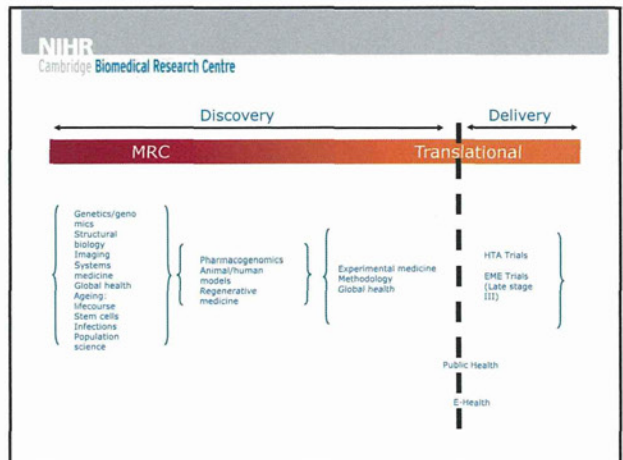 NIHR
Cambridge Biomedical Research Centre
Discovery
Delivery
MRC
Translational
Genetics/geno
mics
Structural
biology
Imaging
Systems
medicine
Global health
Ageing:
lifecourse
Stem cells
Infections
Population
science
Pharmacogenomics
Animal/human
models
Regenerative
medicine
Experimental medicine
Methodology
Global health
HTA Trials
EME Trials
(Late stage
III)
Public Health
E-Health